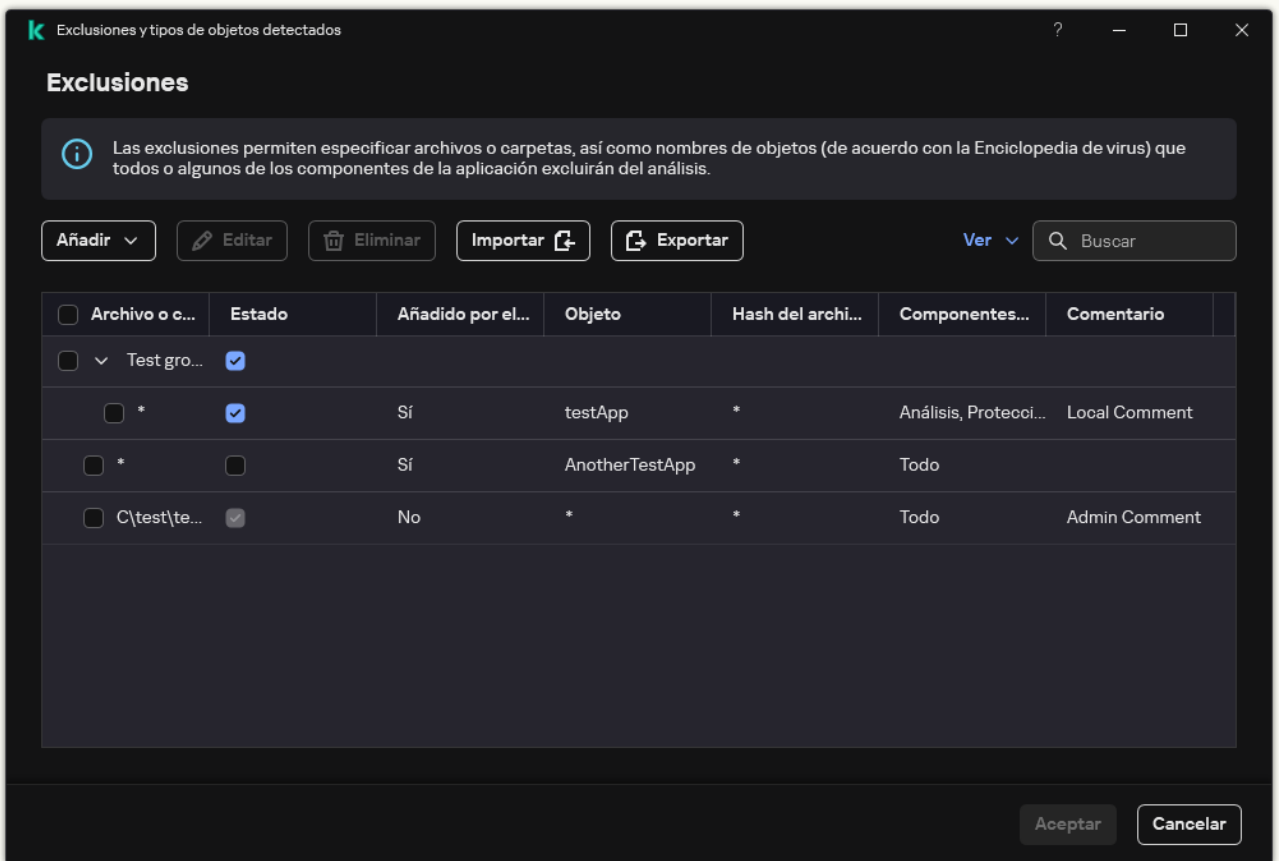 Exclusiones y tipos de objetos detectados
?
Exclusiones
Las exclusiones permiten especificar archivos o carpetas, así como nombres de objetos (de acuerdo con la Enciclopedia de virus) que
todos o algunos de los componentes de la aplicación excluirán del análisis.
Añadir Editar Eliminar Importar Exportar Ver Buscar
Archivo o c... Estado Añadido por el... Objeto Hash del archi... Componentes... Comentario
Test gro...
* Sí testApp * Análisis, Protecci... Local Comment
* Sí AnotherTestApp * Todo
C\test\te... No * * Todo Admin Comment
Aceptar Cancelar